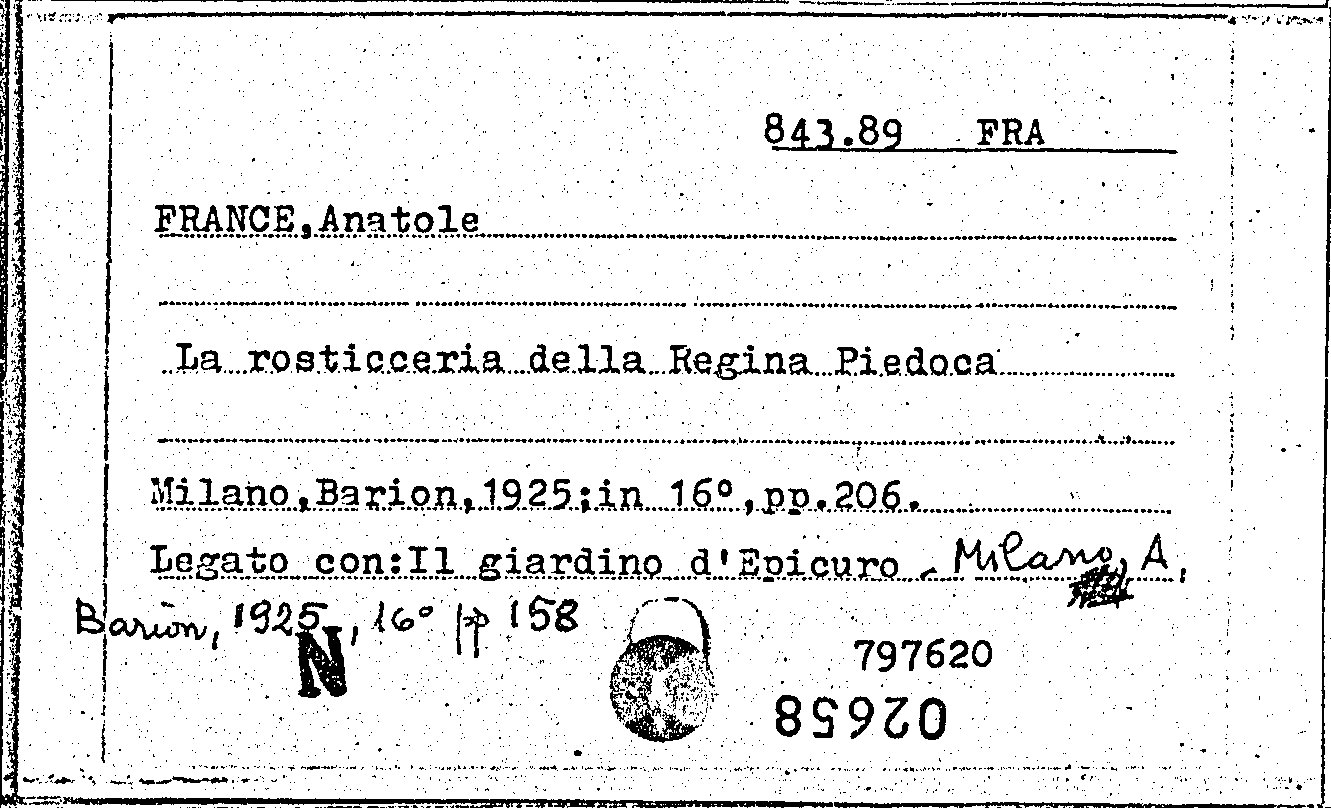 843.89 FRA
FRANCE,Anatole
La rosticceria della Regina Piedoca
Milano,Barion,1925;in 16°,pp.206.
Legato con:Il giardino d'Epicuro - Milano, A,
Barion, 1925, 16° pp 158
N
797620
02658